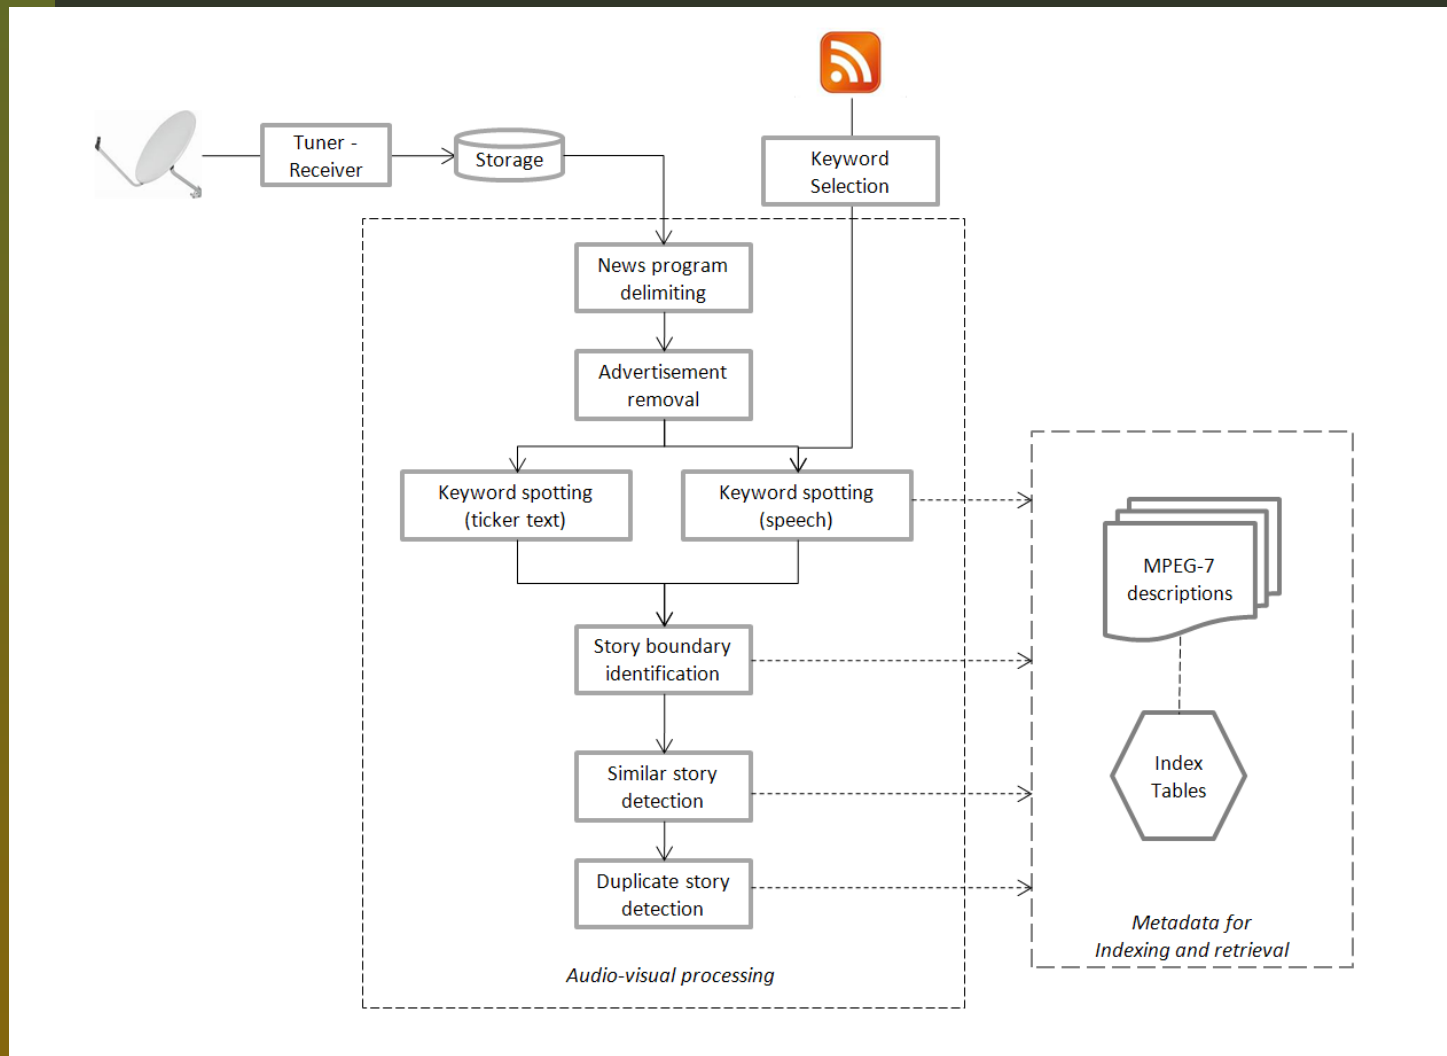 Tuner -
Receiver
Storage
Keyword
Selection
News program
delimiting
Advertisement
removal
Keyword spotting
(ticker text)
Keyword spotting
(speech)
MPEG-7
descriptions
Story boundary
identification
Similar story
detection
Index
Tables
Duplicate story
detection
Metadata for
Indexing and retrieval
Audio-visual processing